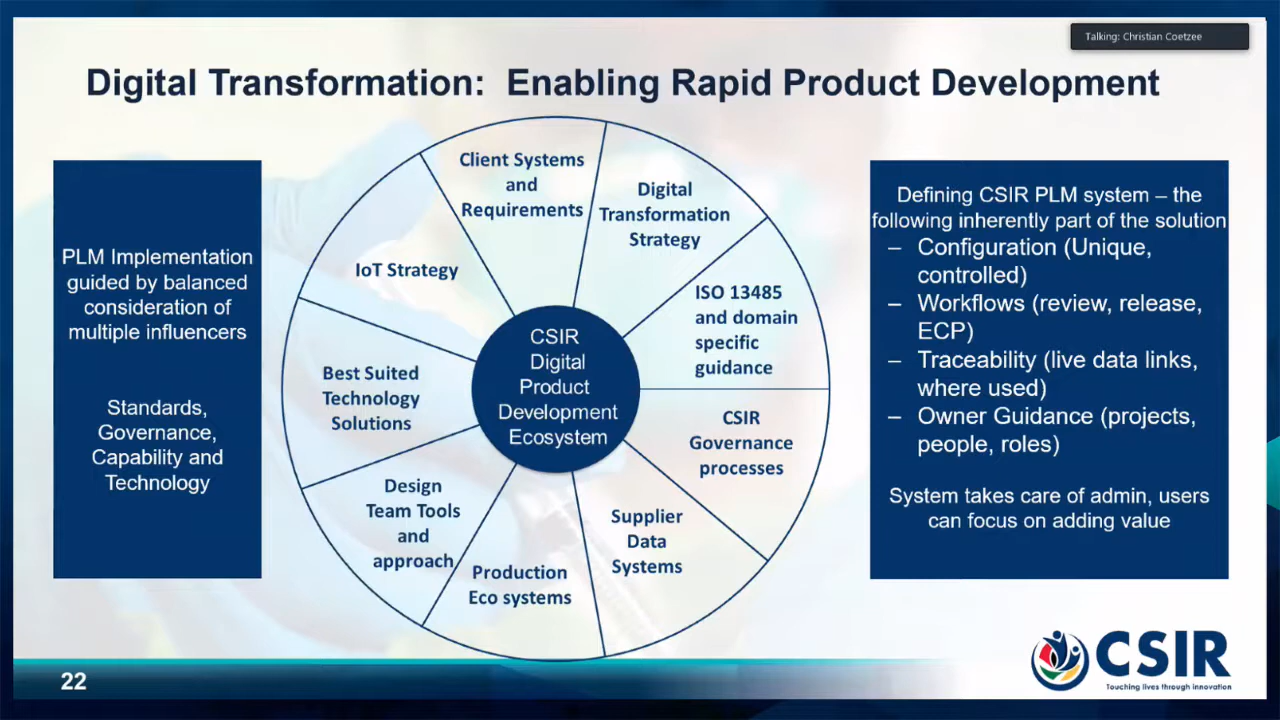 Talking: Christian Coetzee
Digital Transformation: Enabling Rapid Product Development
PLM Implementation
guided by balanced
consideration of
multiple influencers
Standards,
Governance,
Capability and
Technology
Client Systems
and
Requirements
Digital
Transformation
Strategy
ISO 13485
and domain
specific
guidance
CSIR
Governance
processes
Supplier
Data
Systems
Production
Eco systems
Design
Team Tools
and
approach
Best Suited
Technology
Solutions
IoT Strategy
CSIR
Digital
Product
Development
Ecosystem
Defining CSIR PLM system – the
following inherently part of the solution
– Configuration (Unique,
controlled)
– Workflows (review, release,
ECP)
– Traceability (live data links,
where used)
– Owner Guidance (projects,
people, roles)
System takes care of admin, users
can focus on adding value
22
CSIR
Touching lives through innovation